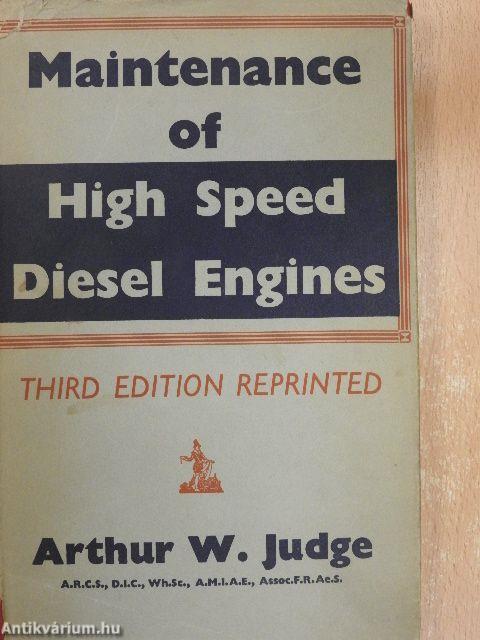 Maintenance
of
High Speed
Diesel Engines
THIRD EDITION REPRINTED
Arthur W. Judge
A.R.C.S., D.I.C., Wh.Sc., A.M.I.A.E., Assoc.F.R.Ae.S.
Antikvárium.hu